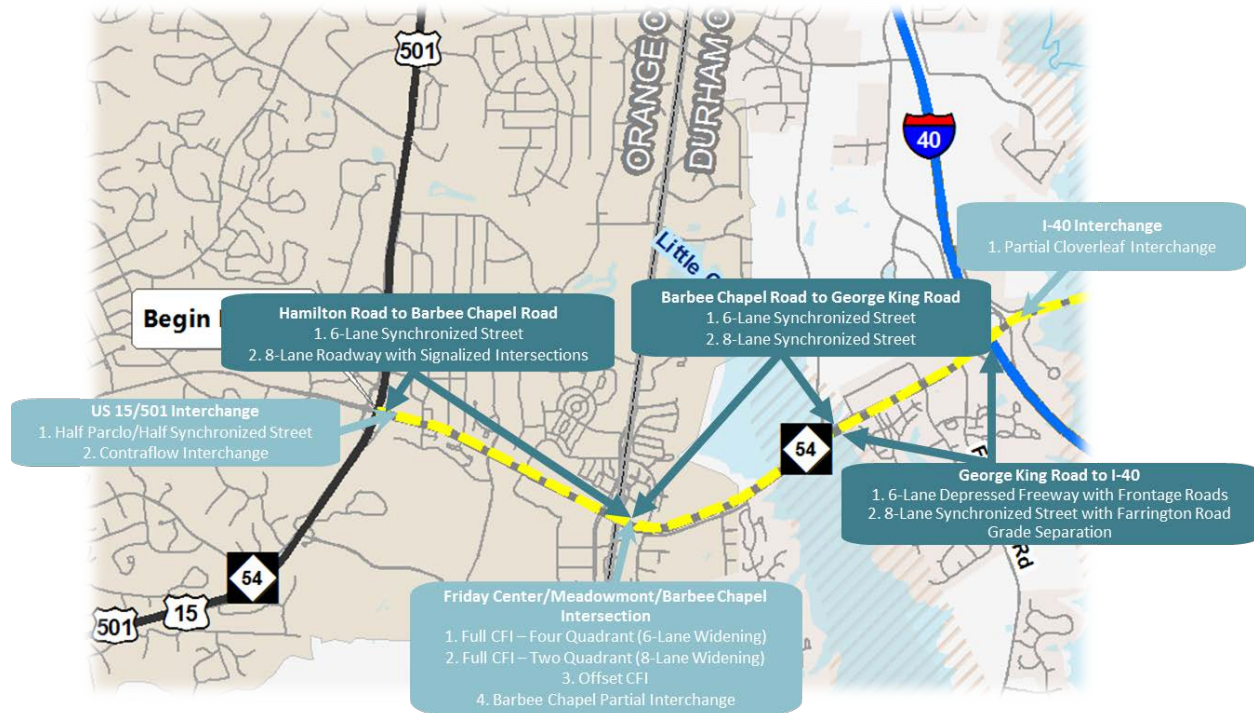 501
ORANGE C
DURHAM C
40
I-40 Interchange
1. Partial Cloverleaf Interchange
Little
Begin
Hamilton Road to Barbee Chapel Road
1. 6-Lane Synchronized Street
2. 8-Lane Roadway with Signalized Intersections
Barbee Chapel Road to George King Road
1. 6-Lane Synchronized Street
2. 8-Lane Synchronized Street
US 15/501 Interchange
1. Half Parclo/Half Synchronized Street
2. Contraflow Interchange
54
George King Road to I-40
1. 6-Lane Depressed Freeway with Frontage Roads
2. 8-Lane Synchronized Street with Farrington Road
Grade Separation
Rd
54
15
501
Friday Center/Meadowmont/Barbee Chapel
Intersection
1. Full CFI – Four Quadrant (6-Lane Widening)
2. Full CFI – Two Quadrant (8-Lane Widening)
3. Offset CFI
4. Barbee Chapel Partial Interchange